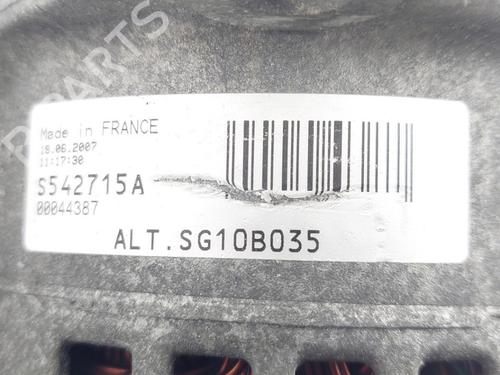 Made in FRANCE
18.06.2007
11:17:30
S542715A
00044387
ALT.SG10B035